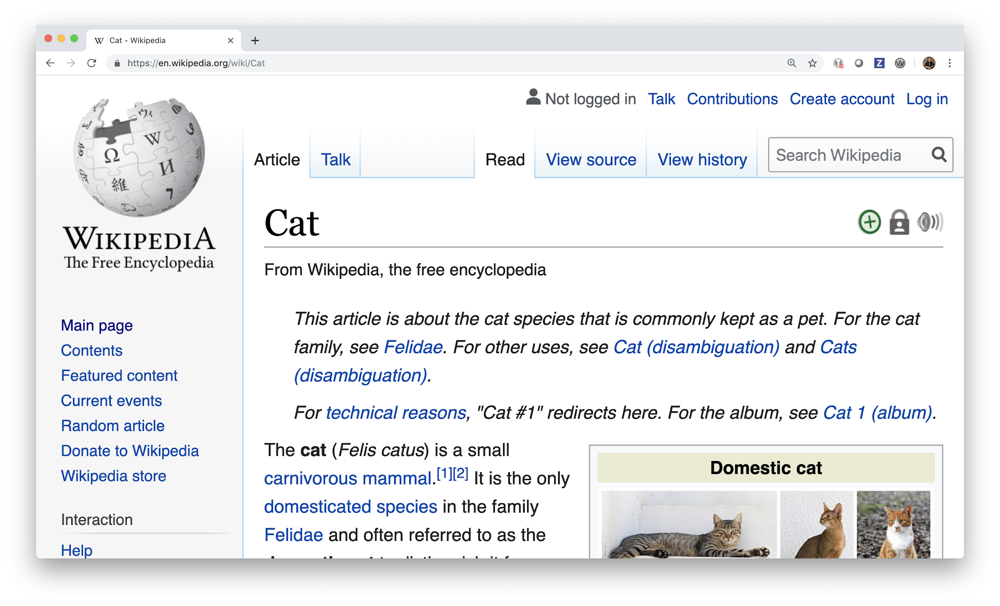 Cat - Wikipedia
https://en.wikipedia.org/wiki/Cat
Not logged in Talk Contributions Create account Log in
Article Talk Read View source View history Search Wikipedia
Ω W И 維 ウィ 7
WIKIPEDIA
The Free Encyclopedia
Main page
Contents
Featured content
Current events
Random article
Donate to Wikipedia
Wikipedia store
Interaction
Help
Cat
From Wikipedia, the free encyclopedia
This article is about the cat species that is commonly kept as a pet. For the cat
family, see Felidae. For other uses, see Cat (disambiguation) and Cats
(disambiguation).
For technical reasons, "Cat #1" redirects here. For the album, see Cat 1 (album).
The cat (Felis catus) is a small
carnivorous mammal.[1][2] It is the only
domesticated species in the family
Felidae and often referred to as the
Domestic cat